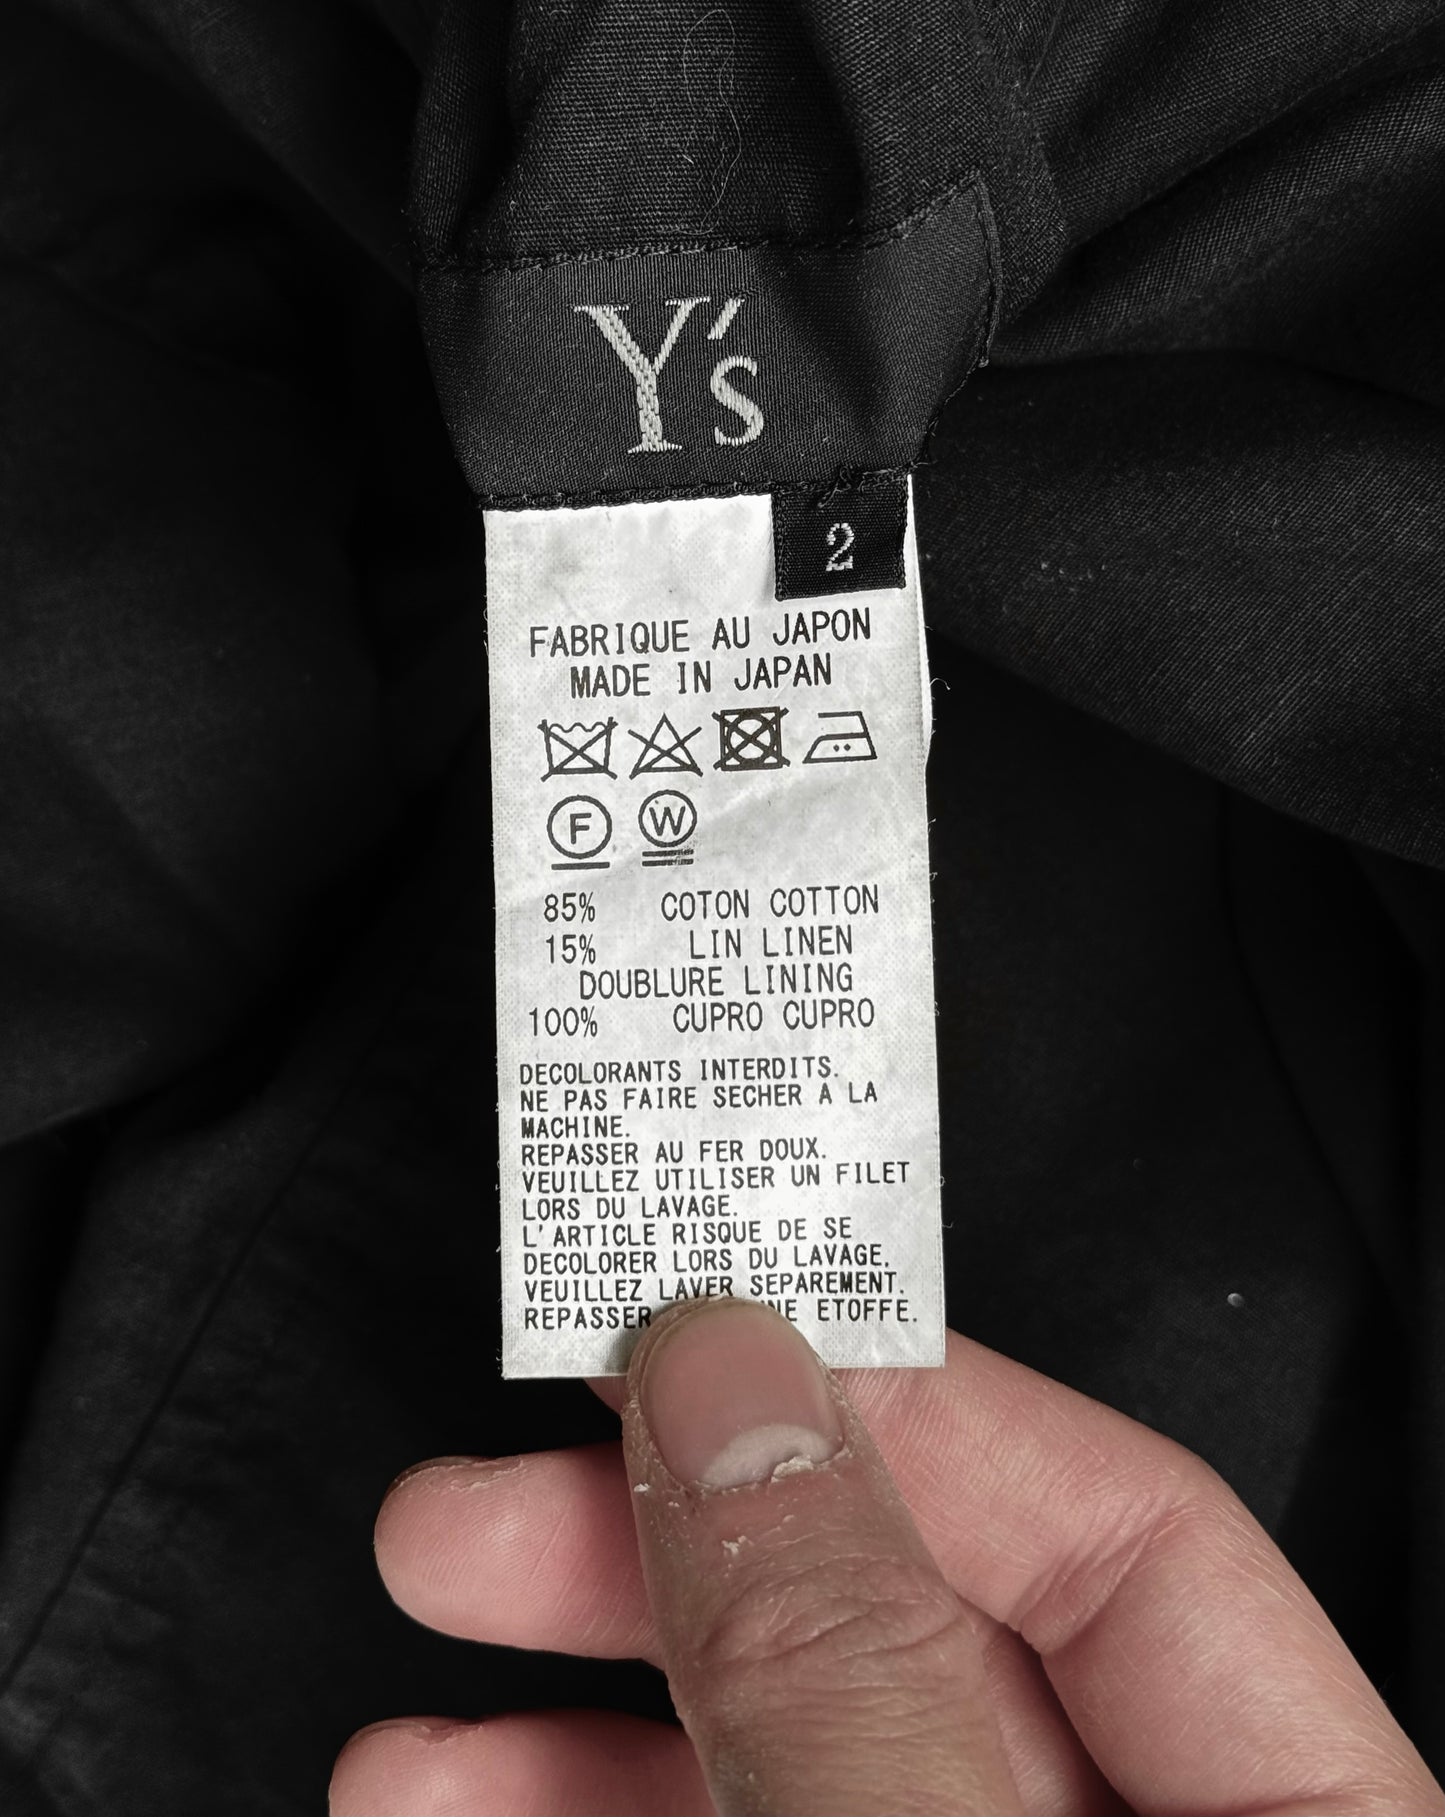 Y's
2
FABRIQUE AU JAPON
MADE IN JAPAN
F W
85% COTON COTTON
15% LIN LINEN
DOUBLURE LINING
100% CUPRO CUPRO
DECOLORANTS INTERDITS.
NE PAS FAIRE SECHER A LA
MACHINE.
REPASSER AU FER DOUX.
VEUILLEZ UTILISER UN FILET
LORS DU LAVAGE.
L'ARTICLE RISQUE DE SE
DECOLORER LORS DU LAVAGE.
VEUILLEZ LAVER SEPAREMENT.
REPASSER ETOFFE.